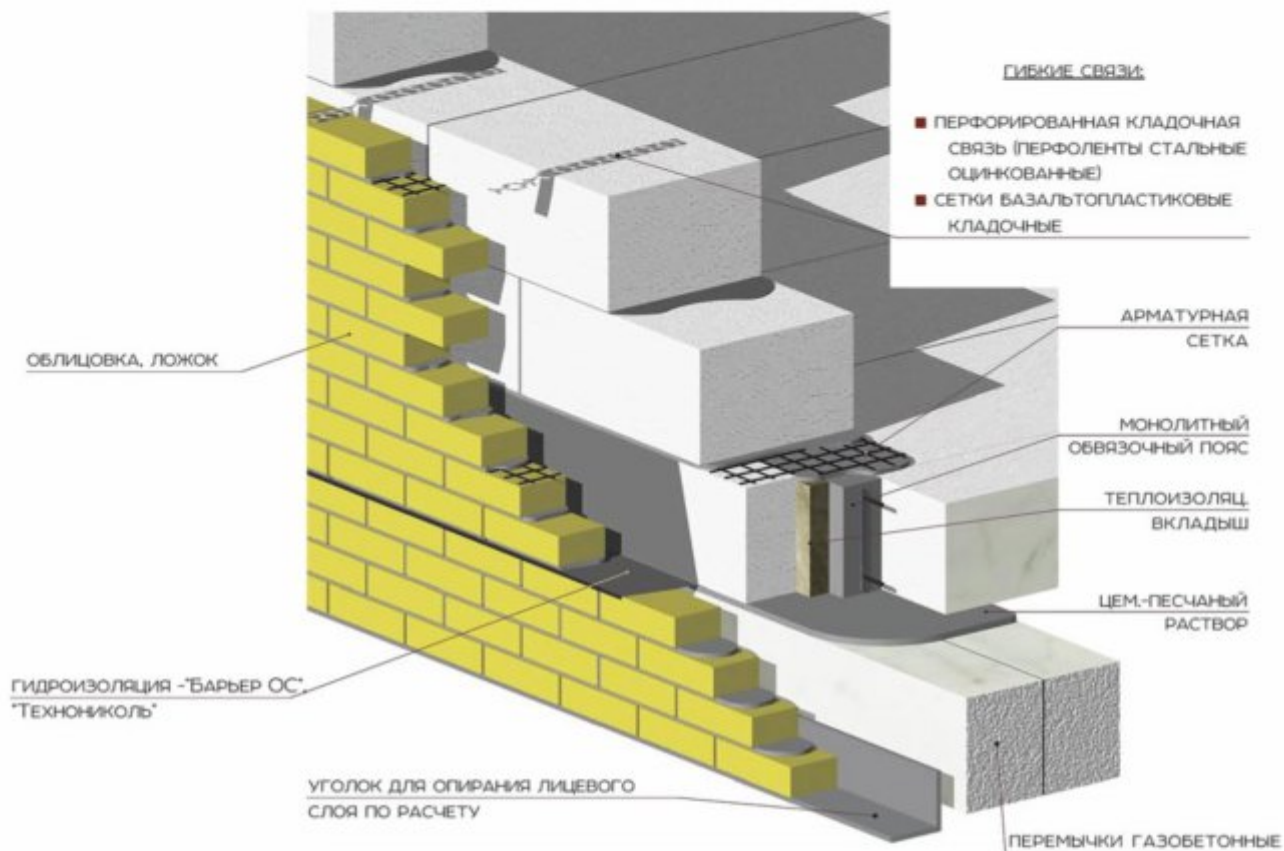 ГИБКИЕ СВЯЗИ:
ПЕРФОРИРОВАННАЯ КЛАДОЧНАЯ
СВЯЗЬ (ПЕРФОЛЕНТЫ СТАЛЬНЫЕ
ОЦИНКОВАННЫЕ)
СЕТКИ БАЗАЛЬТОПЛАСТИКОВЫЕ
КЛАДОЧНЫЕ
ОБЛИЦОВКА, ЛОЖОК
АРМАТУРНАЯ
СЕТКА
МОНОЛИТНЫЙ
ОБВЯЗОЧНЫЙ ПОЯС
ТЕПЛОИЗОЛЯЦ.
ВКЛАДЫШ
ЦЕМ.-ПЕСЧАНЫЙ
РАСТВОР
ГИДРОИЗОЛЯЦИЯ -"БАРЬЕР ОС",
"ТЕХНОНИКОЛЬ"
УГОЛОК ДЛЯ ОПИРАНИЯ ЛИЦЕВОГО
СЛОЯ ПО РАСЧЕТУ
ПЕРЕМЫЧКИ ГАЗОБЕТОННЫЕ